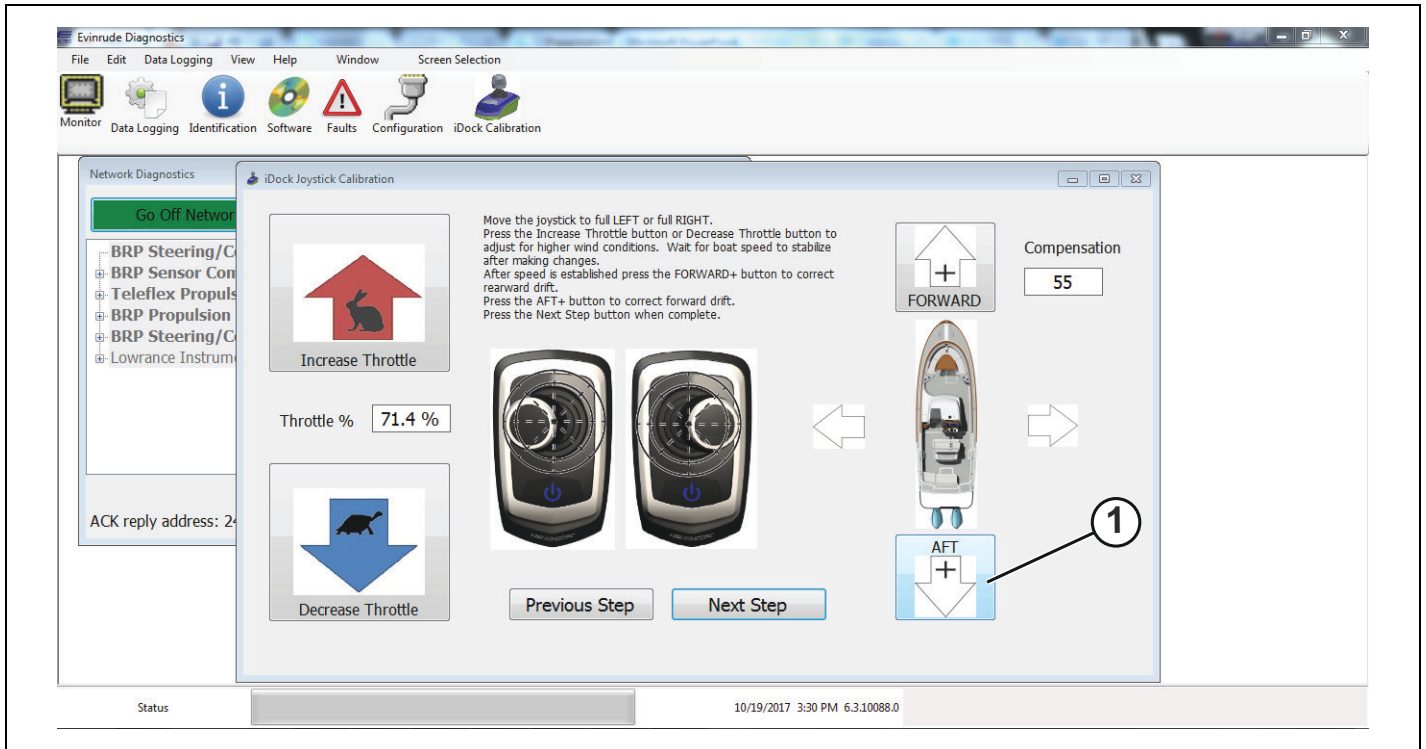 Evinrude Diagnostics
File Edit Data Logging View Help Window Screen Selection
Monitor Data Logging Identification Software Faults Configuration iDock Calibration
Network Diagnostics
iDock Joystick Calibration
Go Off Networ
BRP Steering/Co
BRP Sensor Con
Teleflex Propuls
BRP Propulsion
BRP Steering/Co
Lowrance Instrume
ACK reply address: 24
Increase Throttle
Throttle % 71.4 %
Decrease Throttle
Move the joystick to full LEFT or full RIGHT.
Press the Increase Throttle button or Decrease Throttle button to
adjust for higher wind conditions. Wait for boat speed to stabilize
after making changes.
After speed is established press the FORWARD+ button to correct
rearward drift.
Press the AFT+ button to correct forward drift.
Press the Next Step button when complete.
Previous Step Next Step
+
FORWARD
Compensation
55
AFT
+
1
Status 10/19/2017 3:30 PM 6.3.10088.0